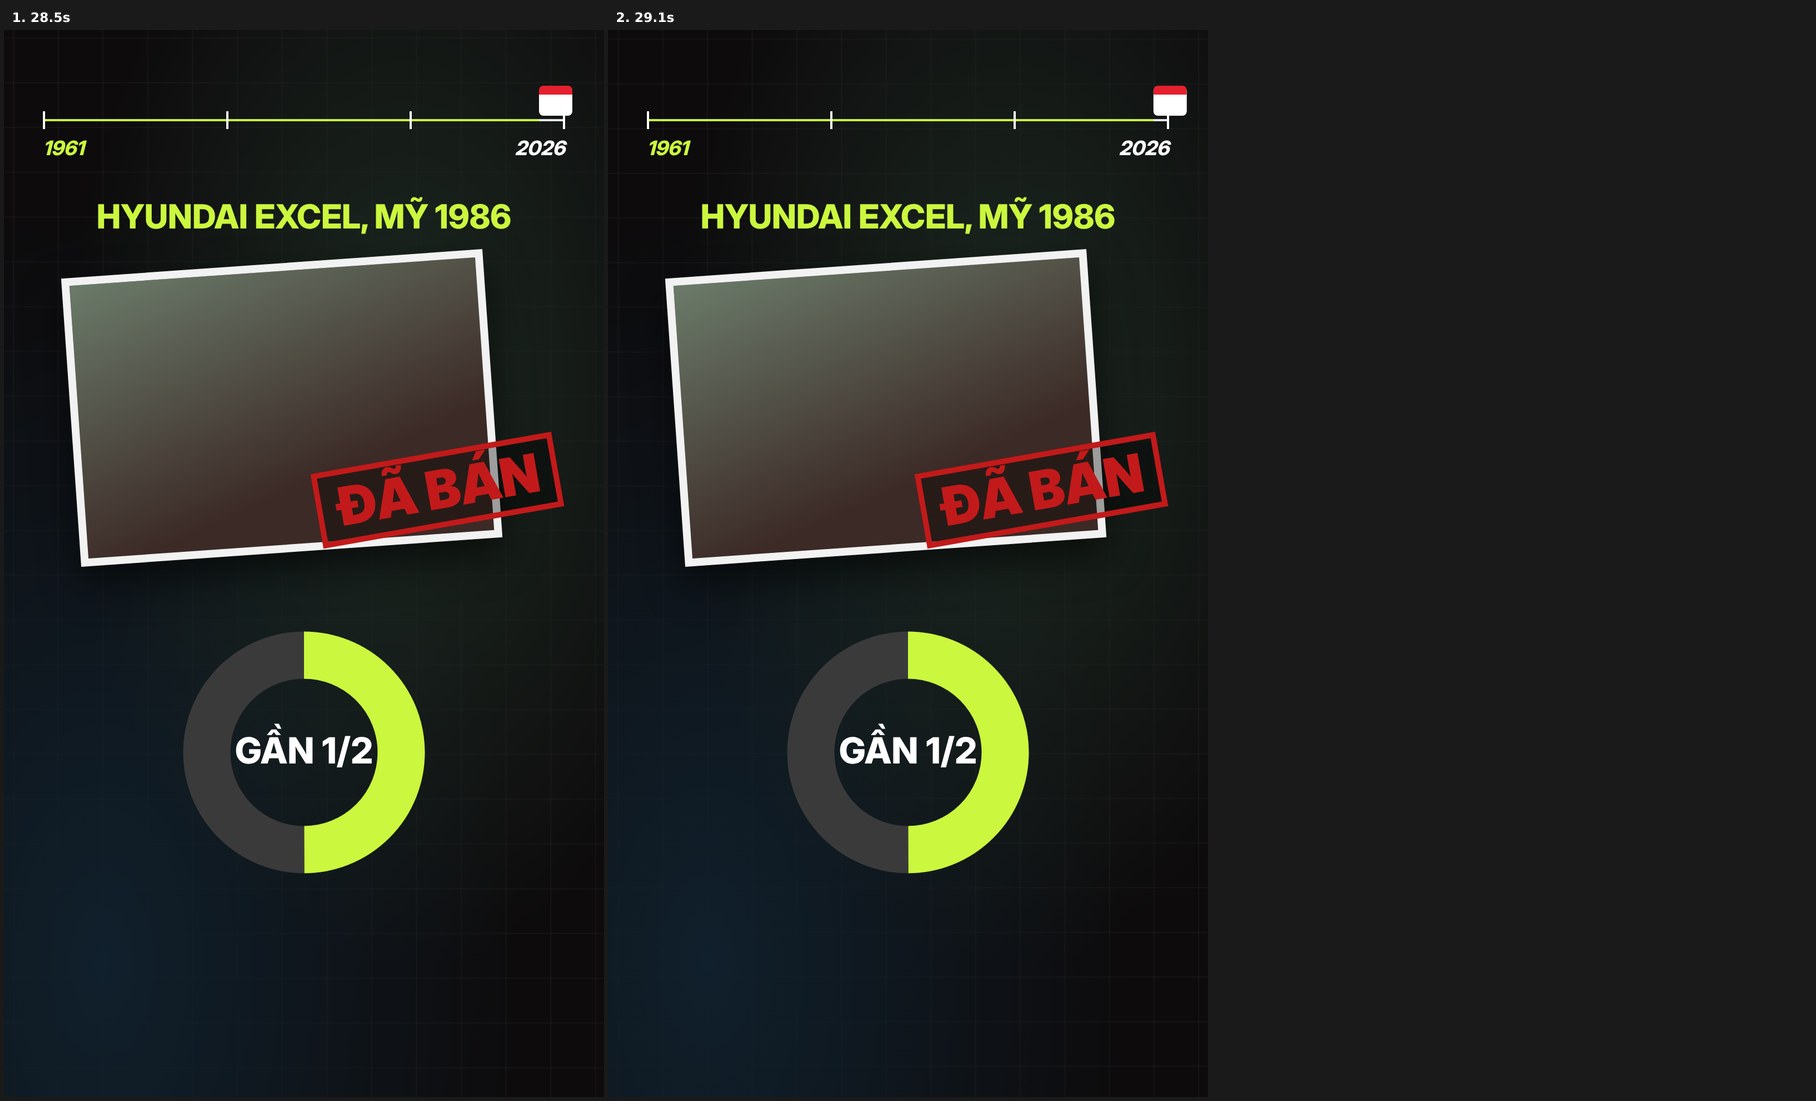 1. 28.5s
1961
2026
HYUNDAI EXCEL, MỸ 1986
ĐÃ BÁN
GẦN 1/2
2. 29.1s
1961
2026
HYUNDAI EXCEL, MỸ 1986
ĐÃ BÁN
GẦN 1/2